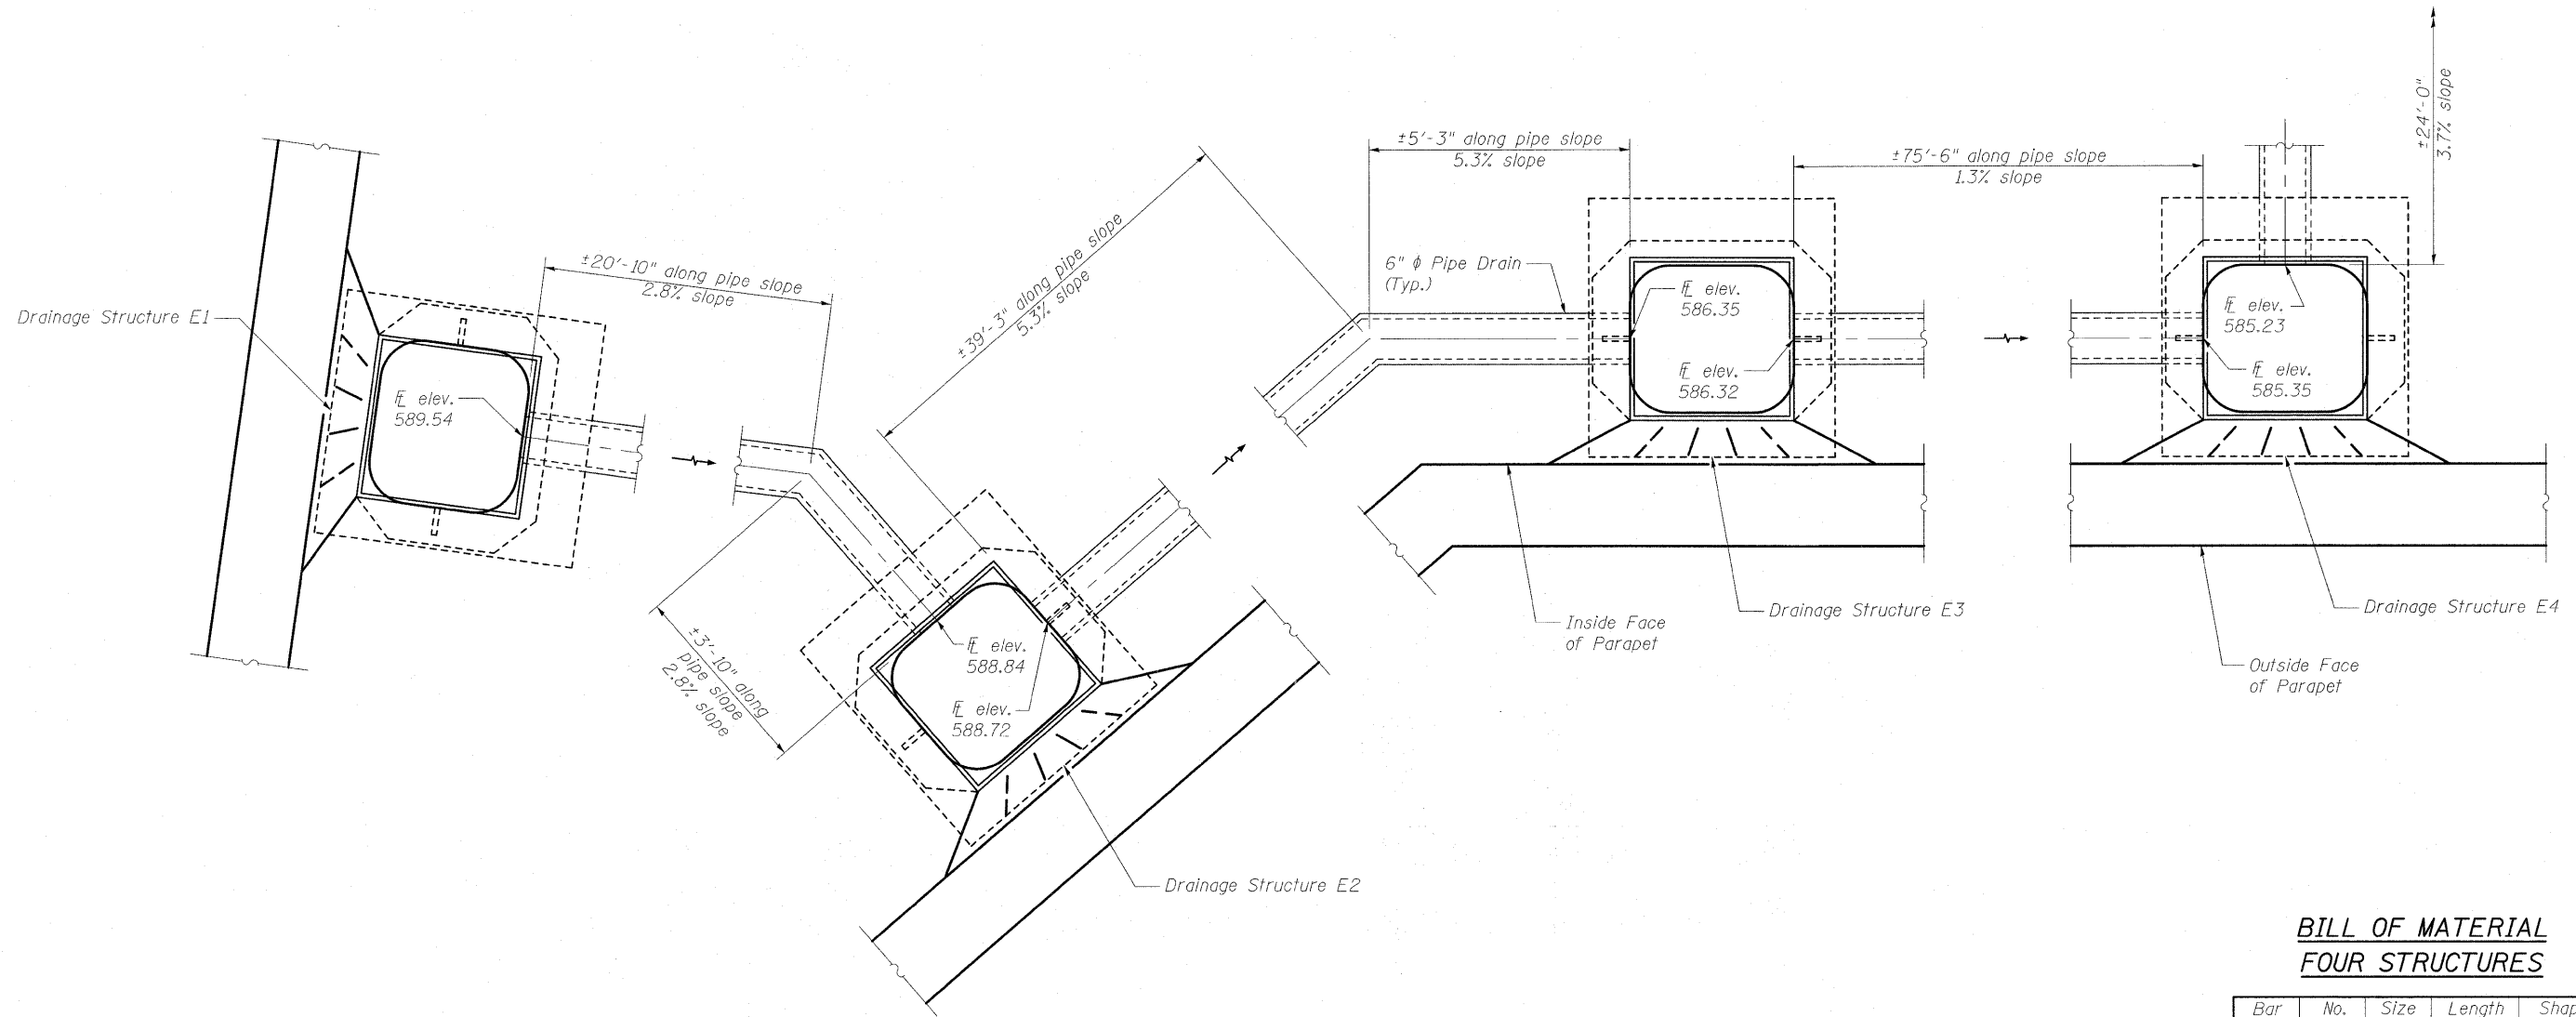 Drainage Structure E1
±20'-10" along pipe slope
2.8% slope
℄ elev.
589.54
±39'-3" along pipe slope
5.3% slope
±3'-10" along
pipe slope
2.8% slope
℄ elev.
588.84
℄ elev.
588.72
Drainage Structure E2
±5'-3" along pipe slope
5.3% slope
6" ϕ Pipe Drain
(Typ.)
℄ elev.
586.35
℄ elev.
586.32
Inside Face
of Parapet
Drainage Structure E3
±75'-6" along pipe slope
1.3% slope
±24'-0"
3.7% slope
℄ elev.
585.23
℄ elev.
585.35
Drainage Structure E4
Outside Face
of Parapet
BILL OF MATERIAL
FOUR STRUCTURES
Bar No. Size Length Shap